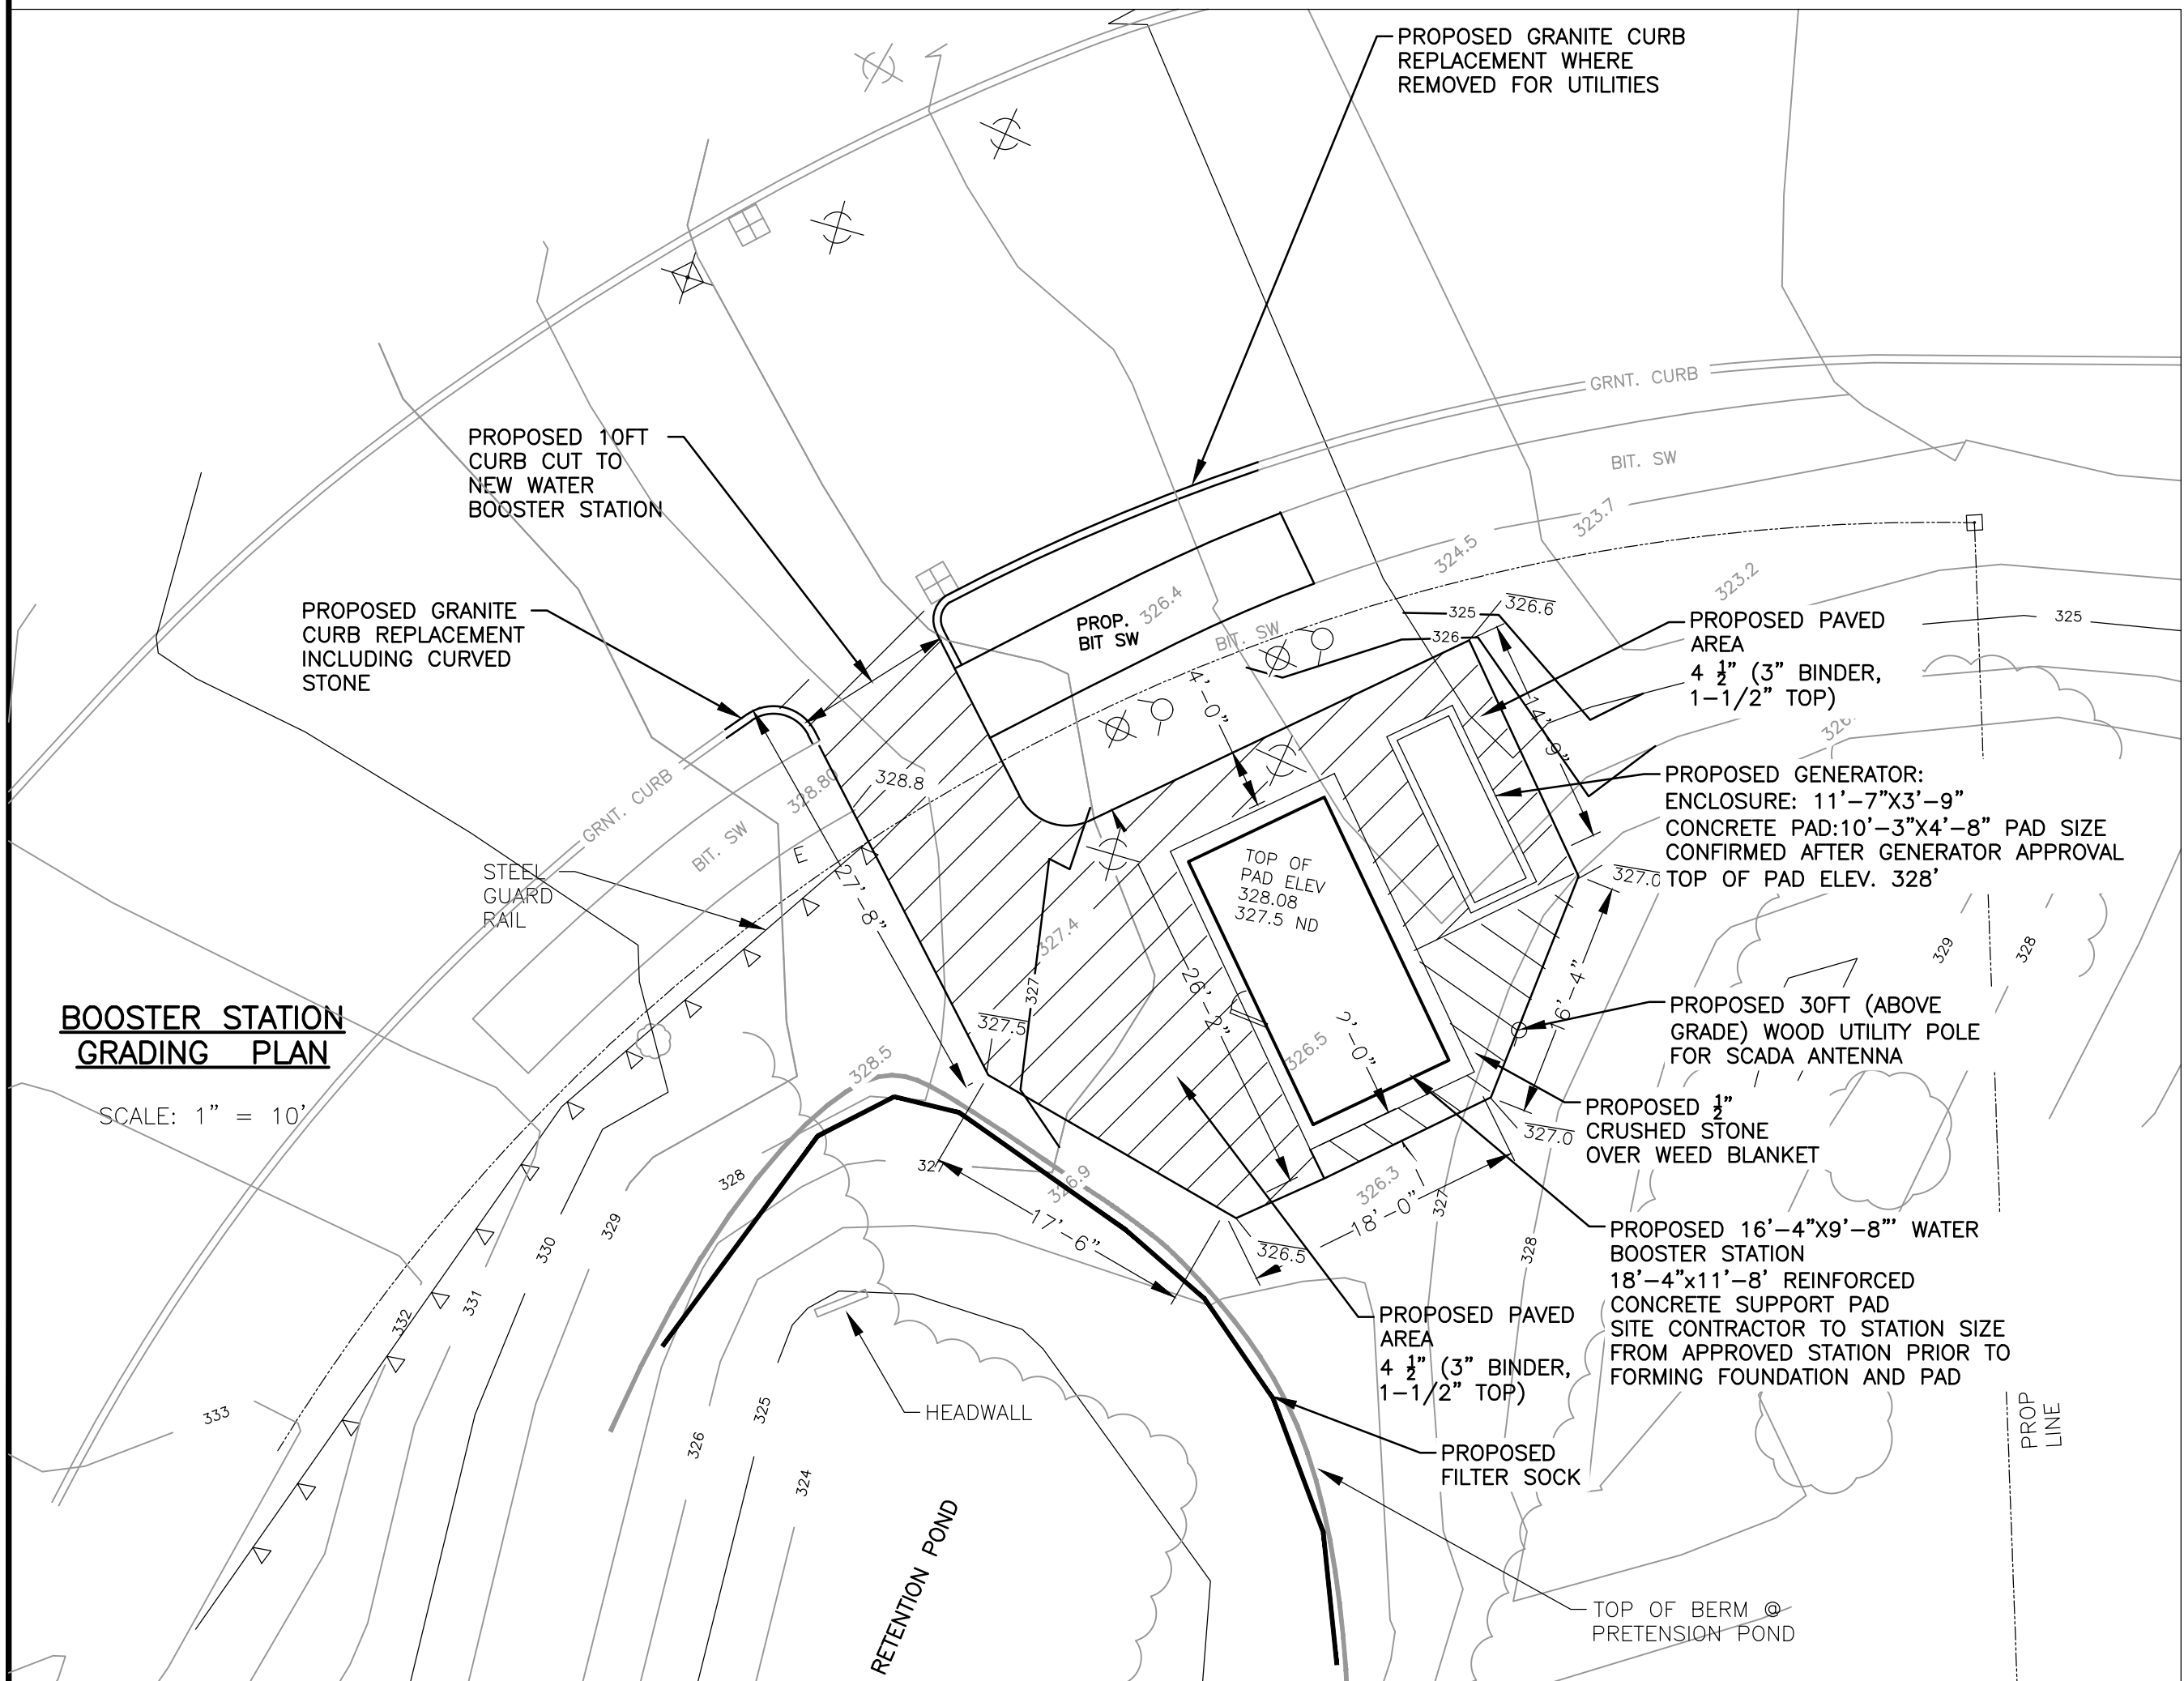 PROPOSED GRANITE CURB
REPLACEMENT WHERE
REMOVED FOR UTILITIES
GRNT. CURB
BIT. SW
323.7
324.5
323.2
PROPOSED 10FT
CURB CUT TO
NEW WATER
BOOSTER STATION
PROPOSED GRANITE
CURB REPLACEMENT
INCLUDING CURVED
STONE
PROP.
BIT SW
326.4
BIT. SW
325
326.6
326
325
PROPOSED PAVED
AREA
4 ½" (3" BINDER,
1-1/2" TOP)
4'-0"
14'-9"
326.
328.80
328.8
GRNT. CURB
BIT. SW
E
27'-8"
STEEL
GUARD
RAIL
PROPOSED GENERATOR:
ENCLOSURE: 11'-7"X3'-9"
CONCRETE PAD:10'-3"X4'-8" PAD SIZE
CONFIRMED AFTER GENERATOR APPROVAL
TOP OF PAD ELEV. 328'
327.0
TOP OF
PAD ELEV
328.08
327.5 ND
327.4
327
327.5
26'-2"
326.5
2'-0"
16'-4"
329
328
BOOSTER STATION
GRADING PLAN
SCALE: 1" = 10'
PROPOSED 30FT (ABOVE
GRADE) WOOD UTILITY POLE
FOR SCADA ANTENNA
328.5
PROPOSED ½"
CRUSHED STONE
OVER WEED BLANKET
327.0
328
327
326.9
326.3
327
328
17'-6"
18'-0"
326.5
329
330
331
332
333
PROPOSED 16'-4"X9'-8"' WATER
BOOSTER STATION
18'-4"x11'-8' REINFORCED
CONCRETE SUPPORT PAD
SITE CONTRACTOR TO STATION SIZE
FROM APPROVED STATION PRIOR TO
FORMING FOUNDATION AND PAD
PROPOSED PAVED
AREA
4 ½" (3" BINDER,
1-1/2" TOP)
HEADWALL
325
326
324
PROPOSED
FILTER SOCK
PROP
LINE
RETENTION POND
TOP OF BERM @
PRETENSION POND